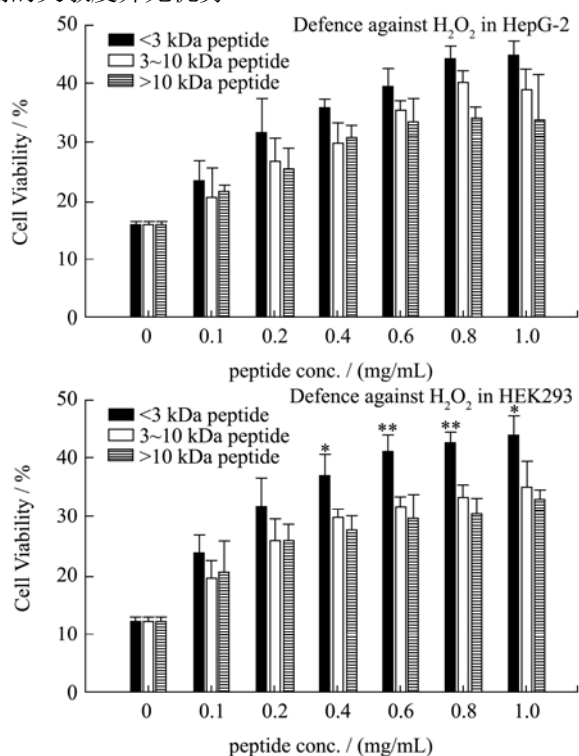 Defence against H₂O₂ in HepG-2
<3 kDa peptide
3~10 kDa peptide
>10 kDa peptide
Cell Viability / %
50
40
30
20
10
0
0 0.1 0.2 0.4 0.6 0.8 1.0
peptide conc. / (mg/mL)
Defence against H₂O₂ in HEK293
<3 kDa peptide
3~10 kDa peptide
>10 kDa peptide
* ** ** *
Cell Viability / %
50
40
30
20
10
0
0 0.1 0.2 0.4 0.6 0.8 1.0
peptide conc. / (mg/mL)